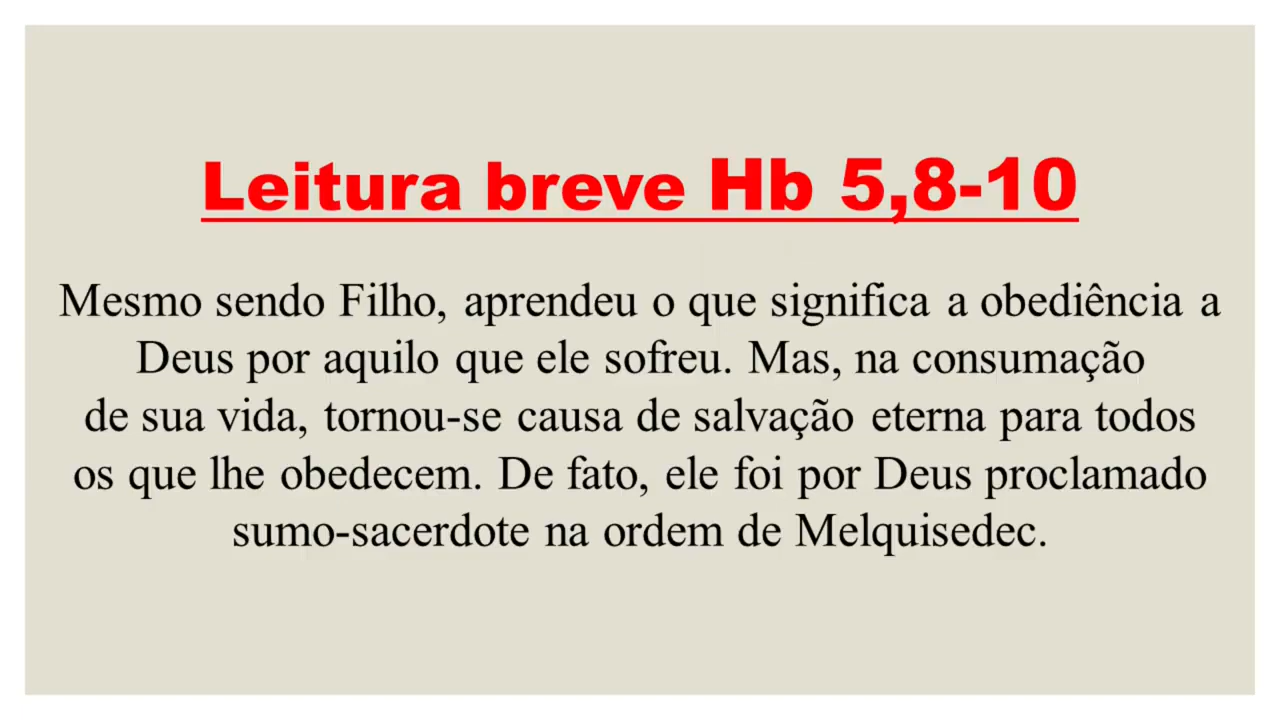 Leitura breve Hb 5,8-10
Mesmo sendo Filho, aprendeu o que significa a obediência a
Deus por aquilo que ele sofreu. Mas, na consumação
de sua vida, tornou-se causa de salvação eterna para todos
os que lhe obedecem. De fato, ele foi por Deus proclamado
sumo-sacerdote na ordem de Melquisedec.